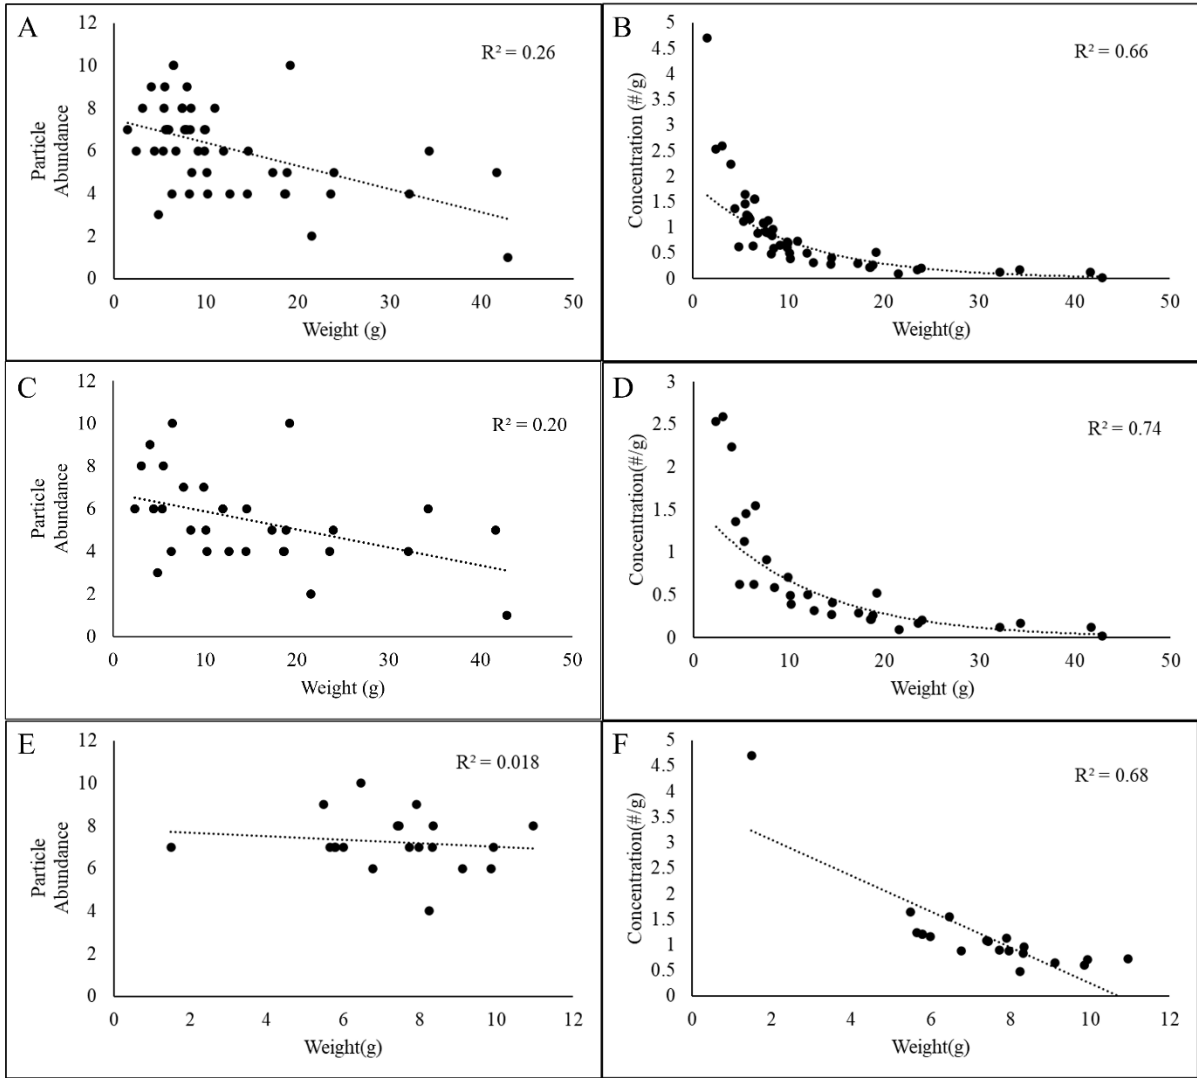 A
12
10
8
6
4
2
0
Particle
Abundance
R² = 0.26
0 10 20 30 40 50
Weight (g)
B
5
4.5
4
3.5
3
2.5
2
1.5
1
0.5
0
Concentration (#/g)
R² = 0.66
0 10 20 30 40 50
Weight(g)
C
12
10
8
6
4
2
0
Particle
Abundance
R² = 0.20
0 10 20 30 40 50
Weight (g)
D
3
2.5
2
1.5
1
0.5
0
Concentration(#/g)
R² = 0.74
0 10 20 30 40 50
Weight (g)
E
12
10
8
6
4
2
0
Particle
Abundance
R² = 0.018
0 2 4 6 8 10 12
Weight(g)
F
5
4.5
4
3.5
3
2.5
2
1.5
1
0.5
0
Concentration(#/g)
R² = 0.68
0 2 4 6 8 10 12
Weight(g)